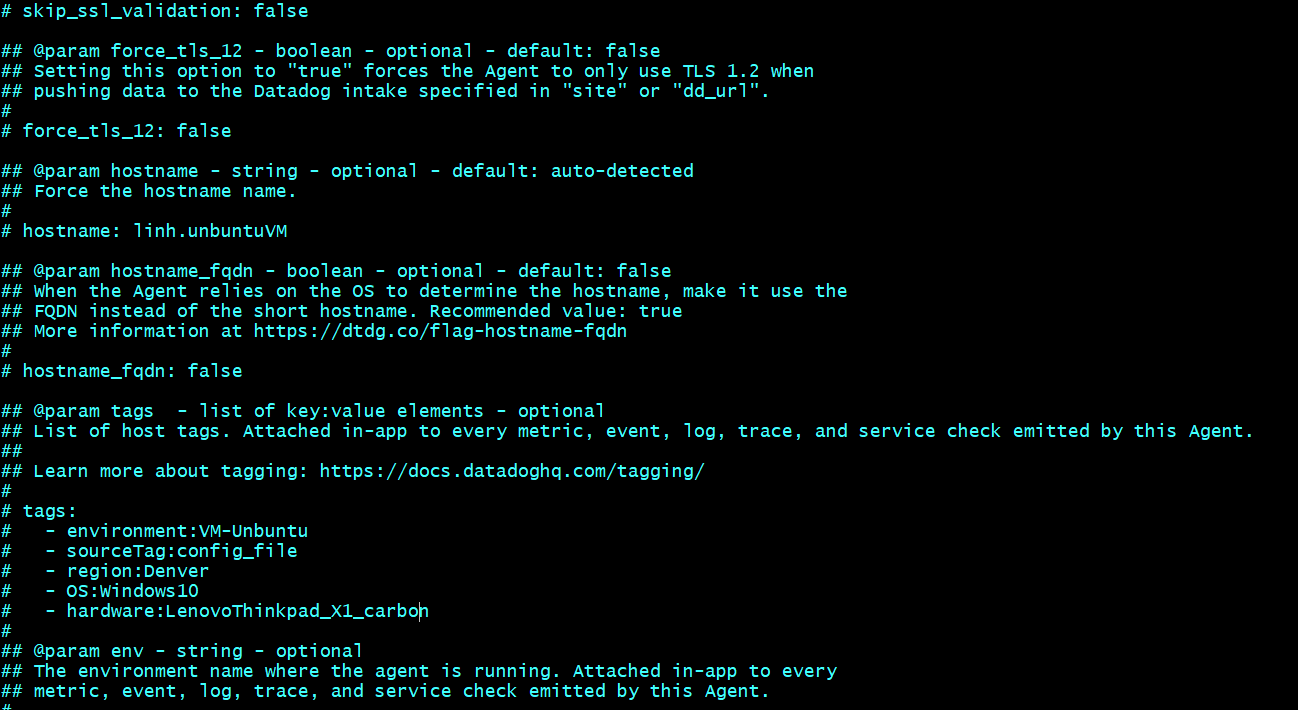 # skip_ssl_validation: false
## @param force_tls_12 - boolean - optional - default: false
## Setting this option to "true" forces the Agent to only use TLS 1.2 when
## pushing data to the Datadog intake specified in "site" or "dd_url".
#
# force_tls_12: false
## @param hostname - string - optional - default: auto-detected
## Force the hostname name.
#
# hostname: linh.unbuntuVM
## @param hostname_fqdn - boolean - optional - default: false
## When the Agent relies on the OS to determine the hostname, make it use the
## FQDN instead of the short hostname. Recommended value: true
## More information at https://dtdg.co/flag-hostname-fqdn
#
# hostname_fqdn: false
## @param tags  - list of key:value elements - optional
## List of host tags. Attached in-app to every metric, event, log, trace, and service check emitted by this Agent.
##
## Learn more about tagging: https://docs.datadoghq.com/tagging/
#
# tags:
#   - environment:VM-Unbuntu
#   - sourceTag:config_file
#   - region:Denver
#   - OS:Windows10
#   - hardware:LenovoThinkpad_X1_carbon
#
## @param env - string - optional
## The environment name where the agent is running. Attached in-app to every
## metric, event, log, trace, and service check emitted by this Agent.
#